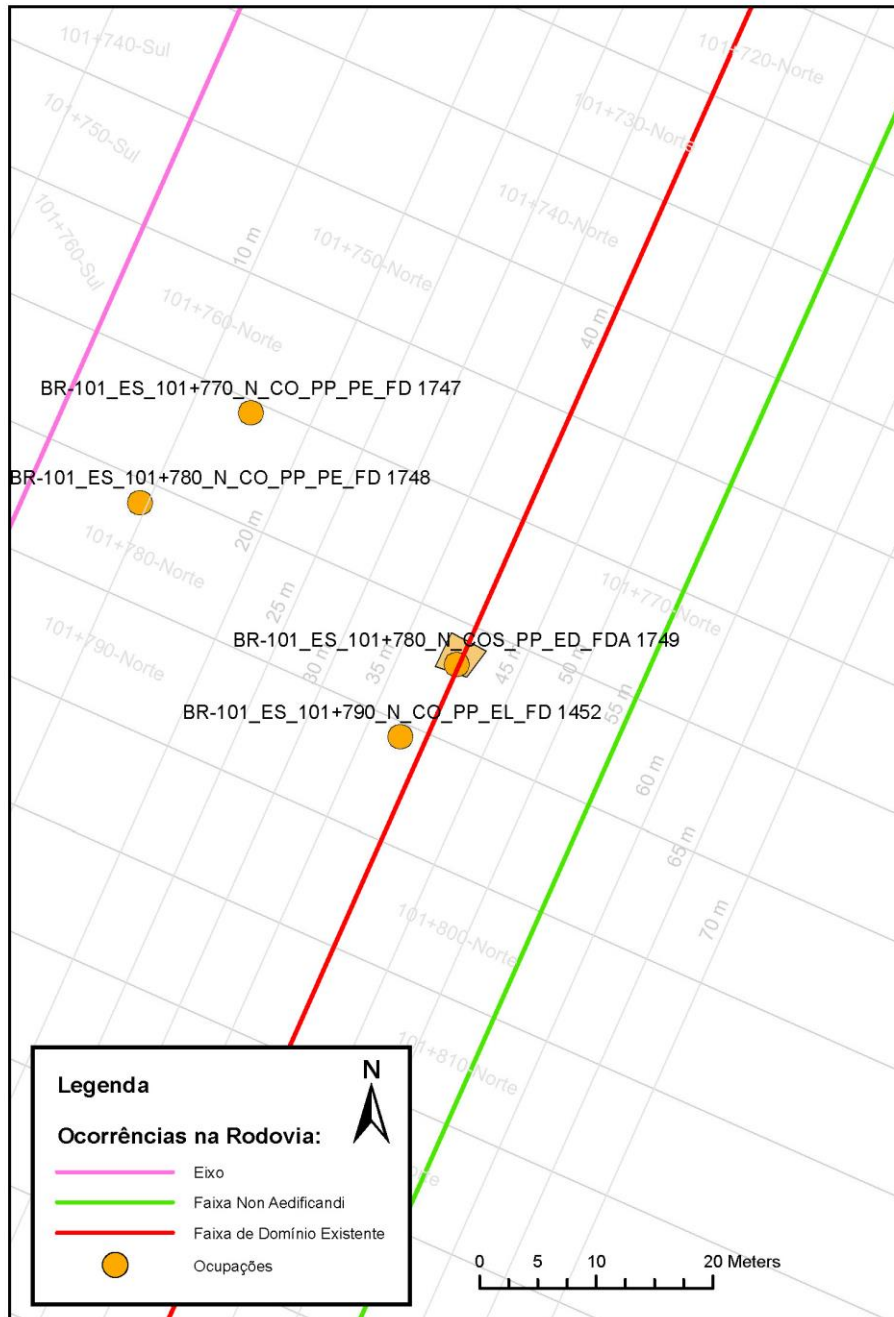 101+740-Sul
101+720-Norte
101+750-Sul
101+730-Norte
101+760-Sul
101+740-Norte
10 m
101+750-Norte
101+760-Norte
40 m
BR-101_ES_101+770_N_CO_PP_PE_FD 1747
BR-101_ES_101+780_N_CO_PP_PE_FD 1748
20 m
101+780-Norte
25 m
101+770-Norte
101+790-Norte
BR-101_ES_101+780_N_COS_PP_ED_FDA 1749
30 m
35 m
45 m
50 m
55 m
BR-101_ES_101+790_N_CO_PP_EL_FD 1452
60 m
65 m
70 m
101+800-Norte
101+810-Norte
Legenda
N
Ocorrências na Rodovia:
Eixo
Faixa Non Aedificandi
Faixa de Domínio Existente
Ocupações
0 5 10 20 Meters